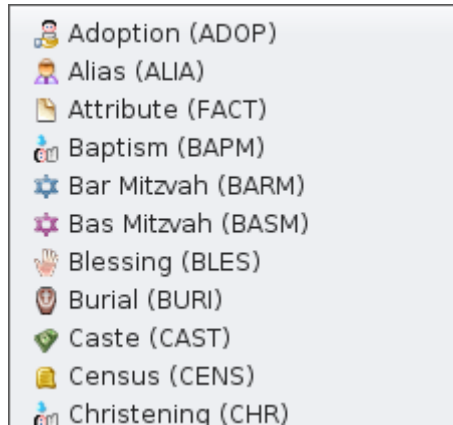 Adoption (ADOP)
Alias (ALIA)
Attribute (FACT)
Baptism (BAPM)
Bar Mitzvah (BARM)
Bas Mitzvah (BASM)
Blessing (BLES)
Burial (BURI)
Caste (CAST)
Census (CENS)
Christening (CHR)